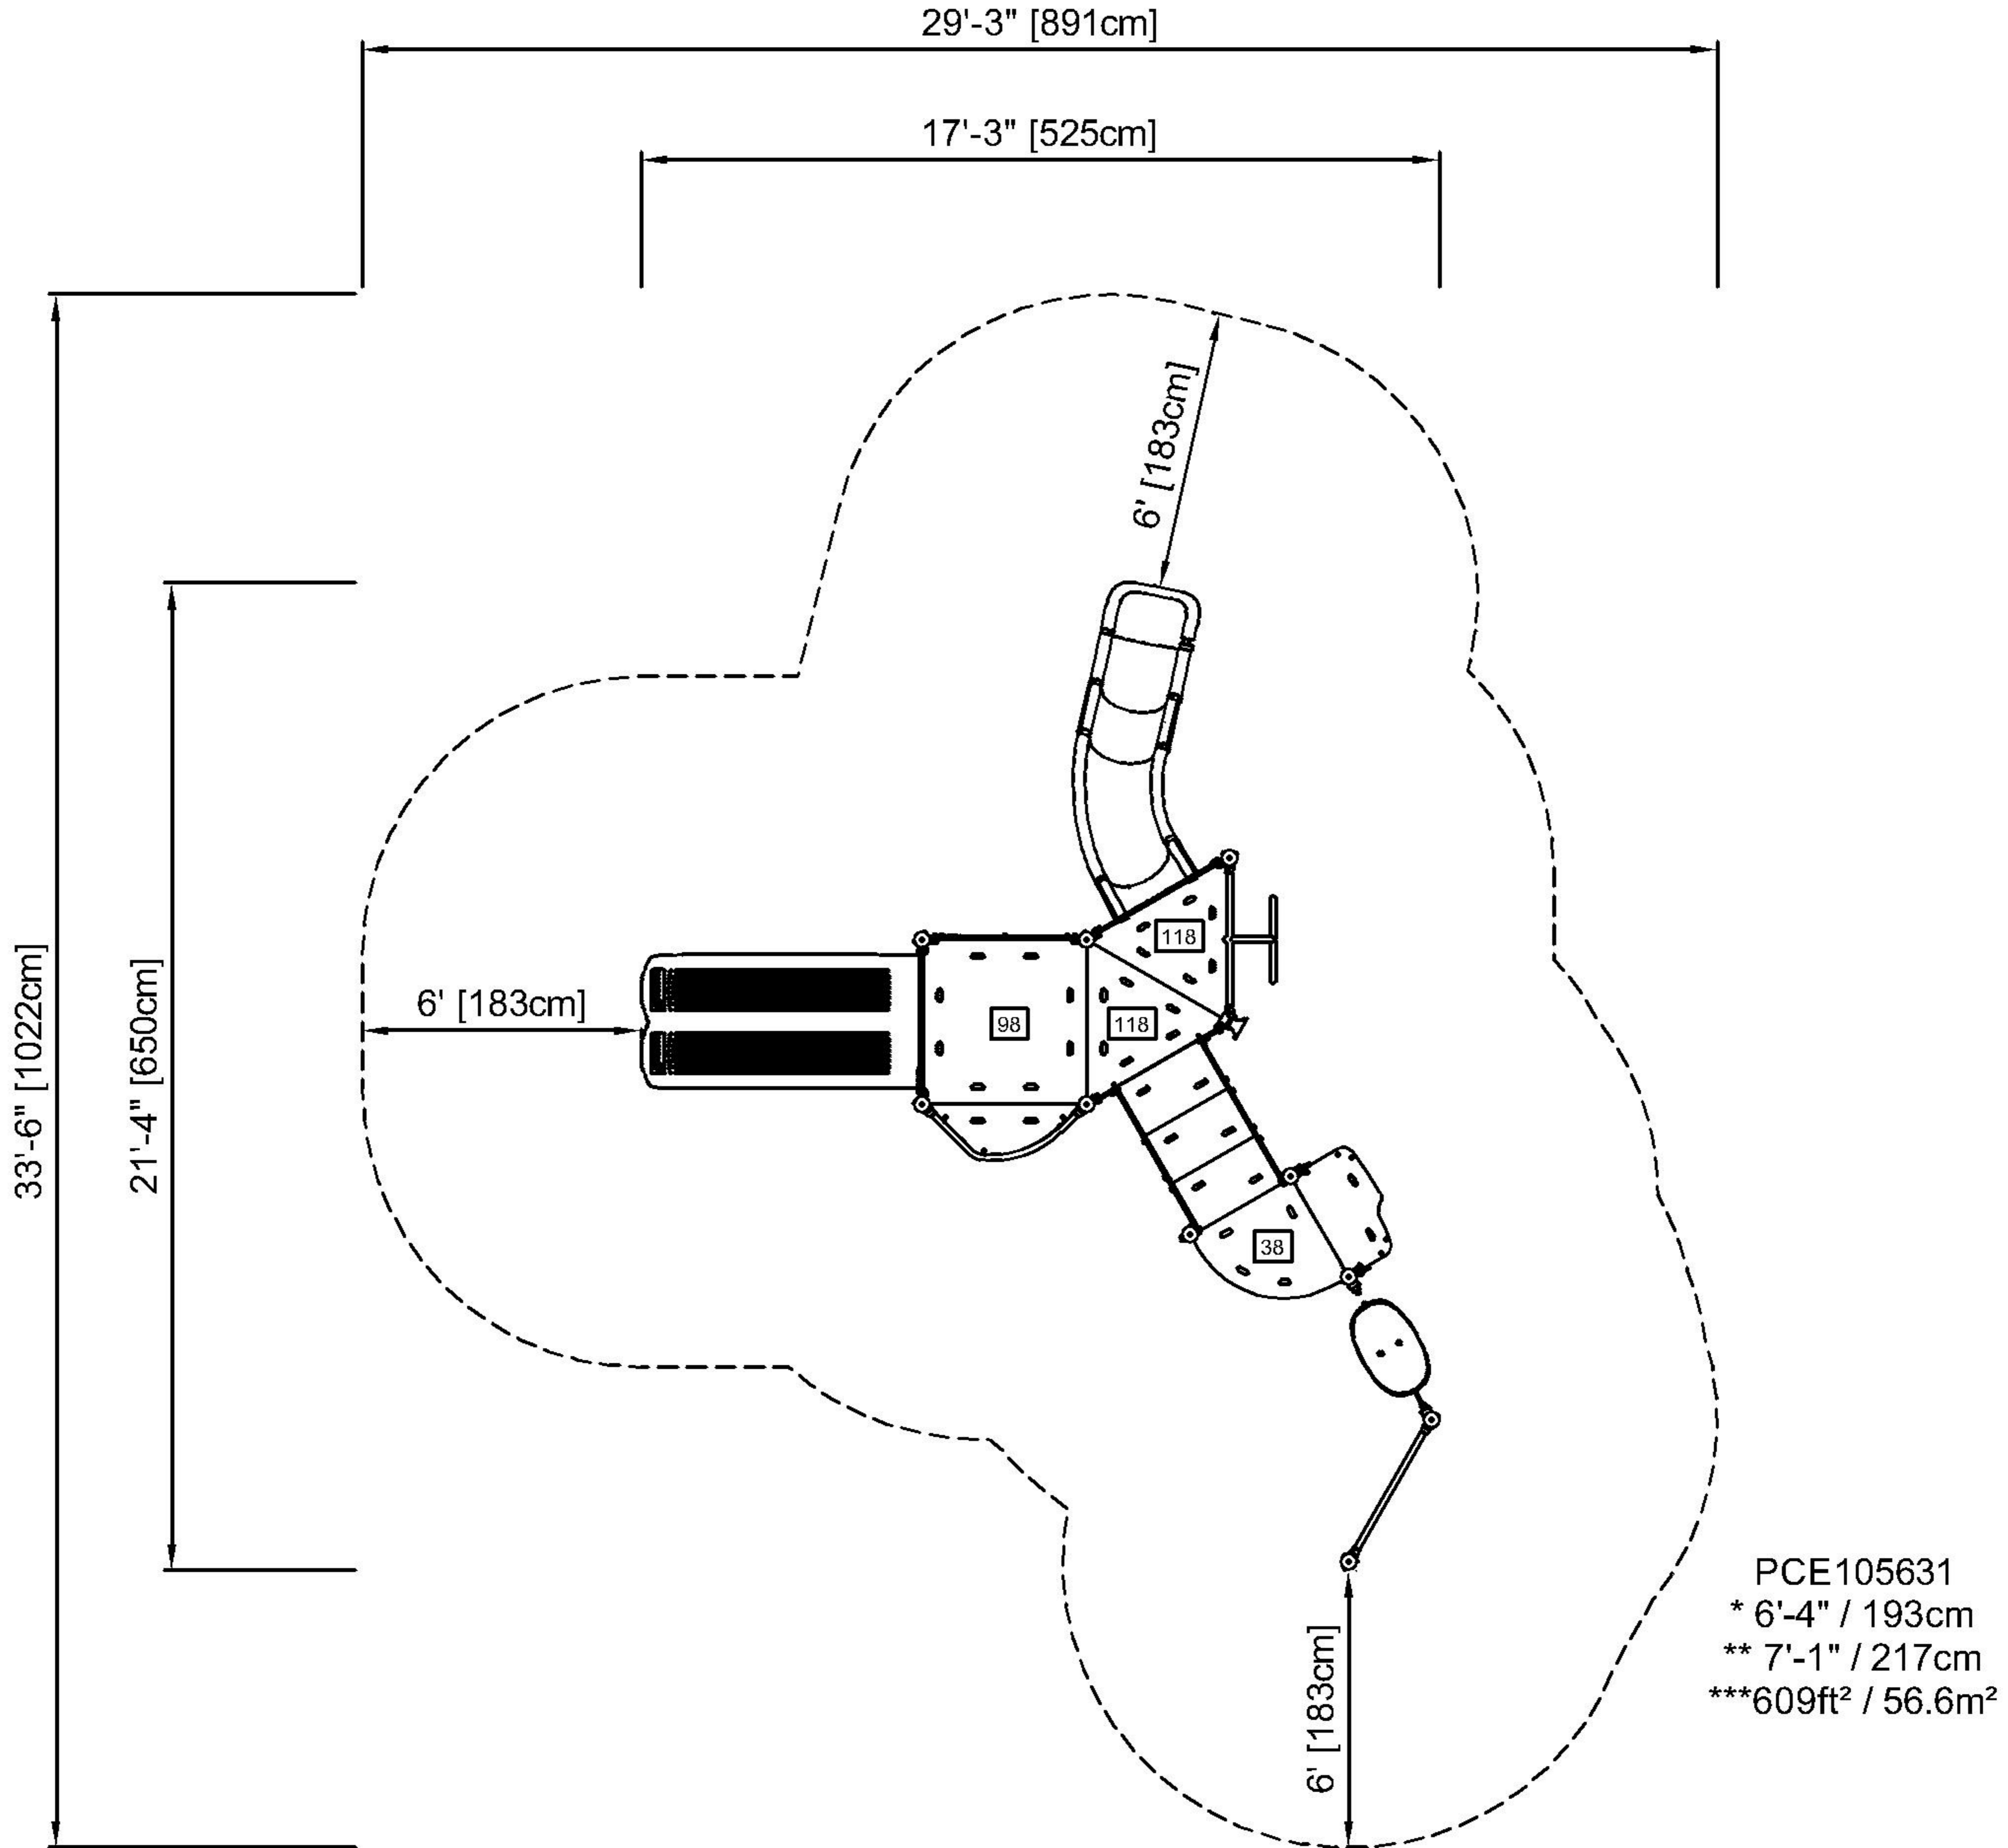 29'-3" [891cm]
17'-3" [525cm]
6' [183cm]
33'-6" [1022cm]
21'-4" [650cm]
6' [183cm]
118
98
118
38
6' [183cm]
PCE105631
* 6'-4" / 193cm
** 7'-1" / 217cm
***609ft² / 56.6m²